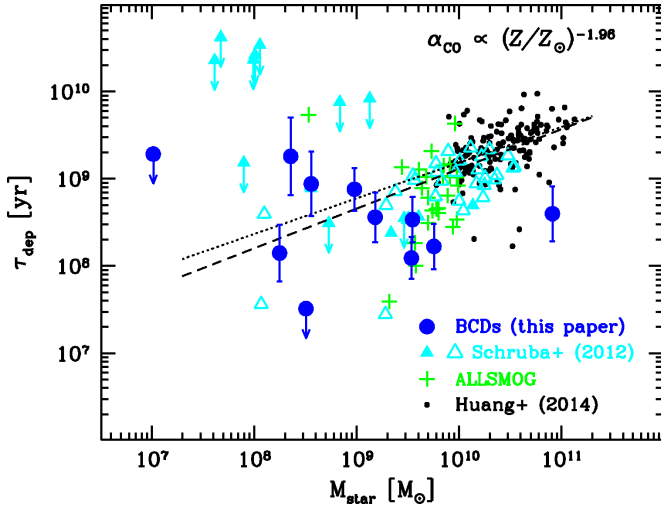 α_CO ∝ (Z/Z_⊙)^−1.96
10^10
10^9
10^8
10^7
τ_dep [yr]
BCDs (this paper)
Schruba+ (2012)
ALLSMOG
Huang+ (2014)
10^7 10^8 10^9 10^10 10^11
M_star [M_⊙]